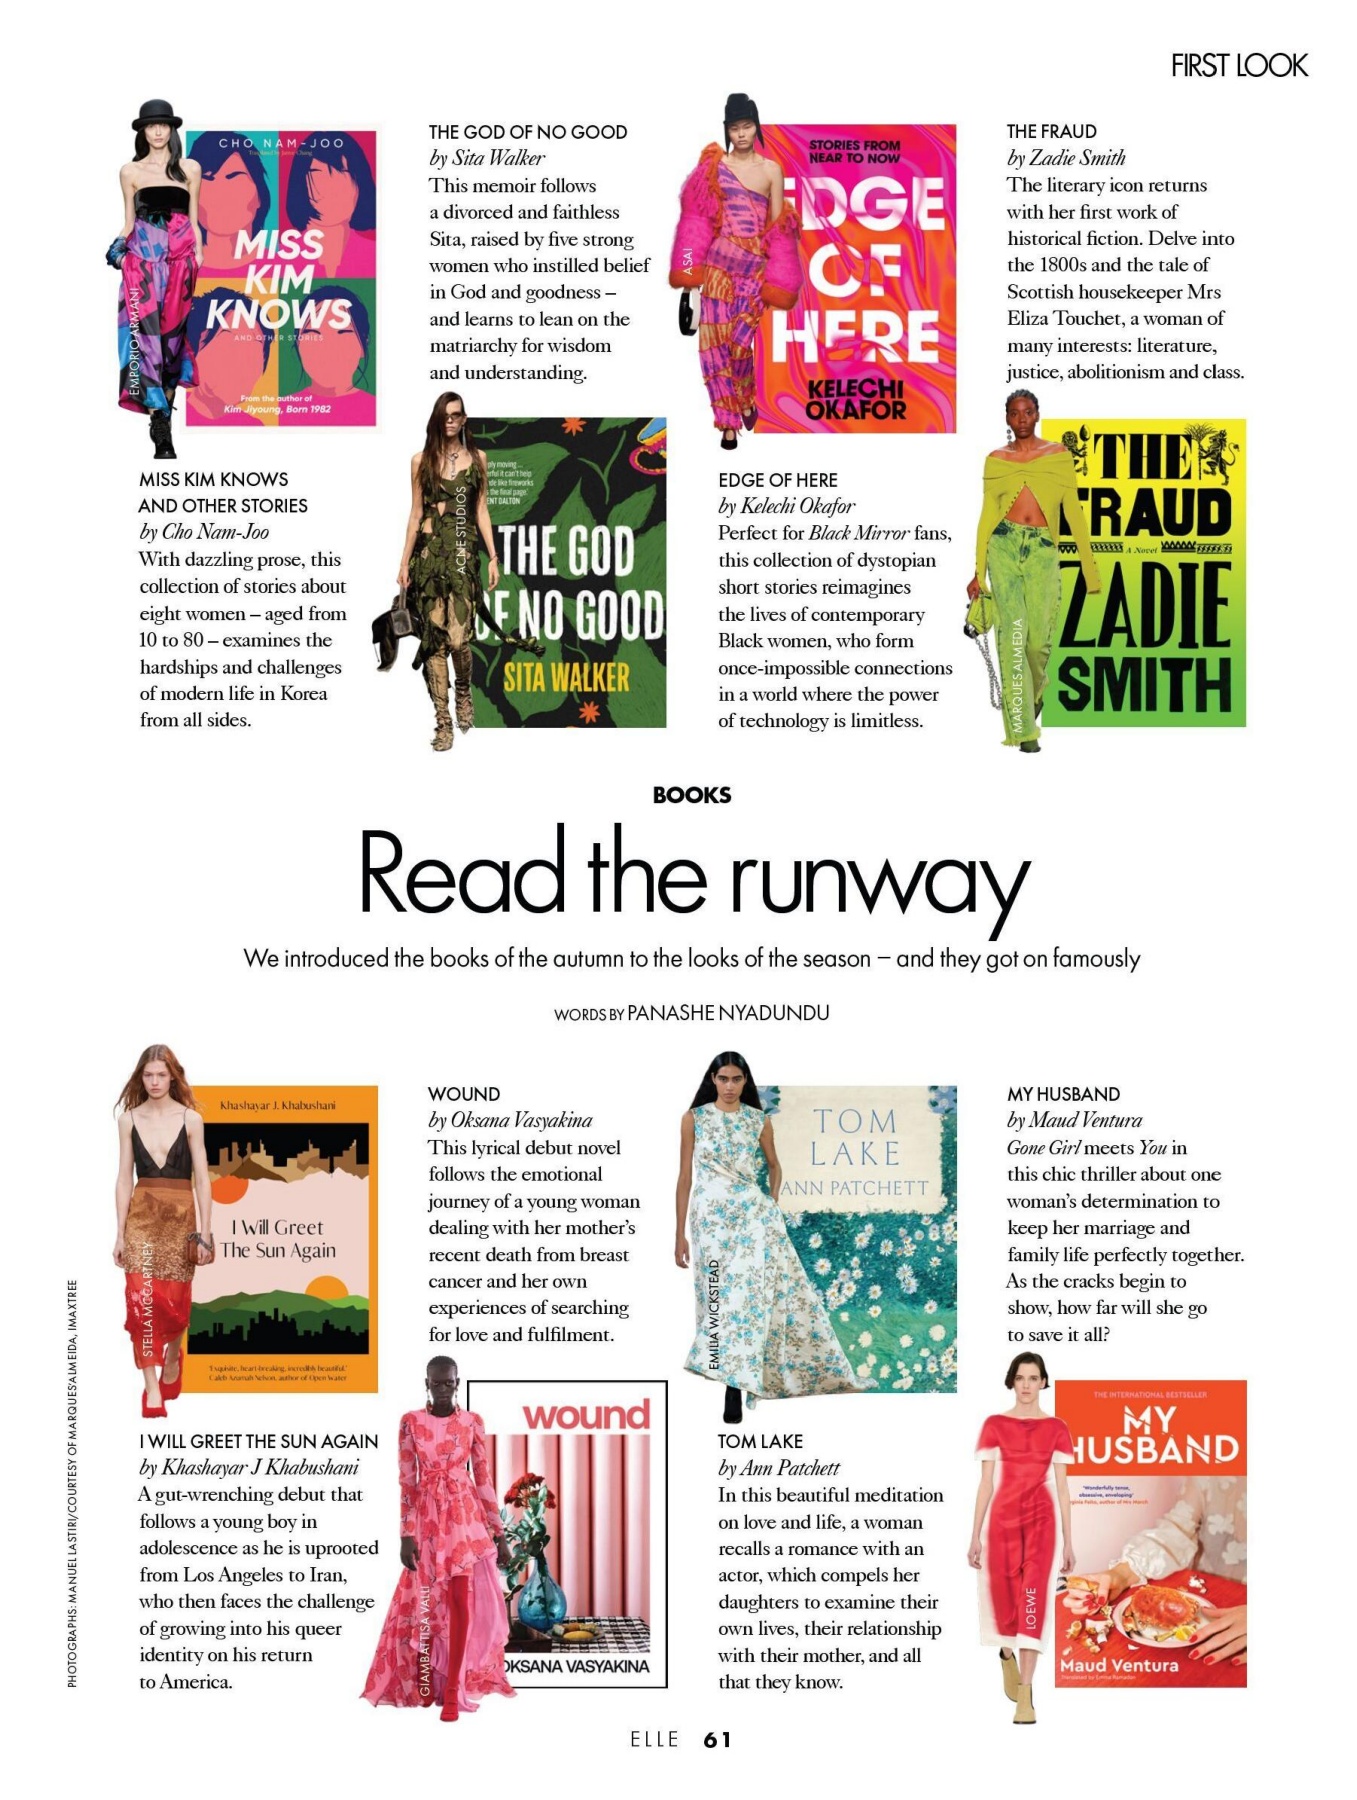 FIRST LOOK
CHO NAM-JOO
MISS
KIM
KNOWS
AND OTHER STORIES
From the author of
Kim Jiyoung, Born 1982
EMPORIO ARMANI
MISS KIM KNOWS
AND OTHER STORIES
by Cho Nam-Joo
With dazzling prose, this
collection of stories about
eight women – aged from
10 to 80 – examines the
hardships and challenges
of modern life in Korea
from all sides.
THE GOD OF NO GOOD
by Sita Walker
This memoir follows
a divorced and faithless
Sita, raised by five strong
women who instilled belief
in God and goodness –
and learns to lean on the
matriarchy for wisdom
and understanding.
ACNE STUDIOS
THE GOD
OF NO GOOD
SITA WALKER
STORIES FROM
NEAR TO NOW
EDGE
OF
HERE
KELECHI
OKAFOR
ASAI
EDGE OF HERE
by Kelechi Okafor
Perfect for Black Mirror fans,
this collection of dystopian
short stories reimagines
the lives of contemporary
Black women, who form
once-impossible connections
in a world where the power
of technology is limitless.
THE FRAUD
by Zadie Smith
The literary icon returns
with her first work of
historical fiction. Delve into
the 1800s and the tale of
Scottish housekeeper Mrs
Eliza Touchet, a woman of
many interests: literature,
justice, abolitionism and class.
THE
FRAUD
A Novel
ZADIE
SMITH
MARQUES ALMEDIA
BOOKS
Read the runway
We introduced the books of the autumn to the looks of the season – and they got on famously
WORDS BY PANASHE NYADUNDU
Khashayar J. Khabushani
I Will Greet
The Sun Again
'Exquisite, heart-breaking, incredibly beautiful.'
Caleb Azumah Nelson, author of Open Water
STELLA MCCARTNEY
I WILL GREET THE SUN AGAIN
by Khashayar J Khabushani
A gut-wrenching debut that
follows a young boy in
adolescence as he is uprooted
from Los Angeles to Iran,
who then faces the challenge
of growing into his queer
identity on his return
to America.
WOUND
by Oksana Vasyakina
This lyrical debut novel
follows the emotional
journey of a young woman
dealing with her mother's
recent death from breast
cancer and her own
experiences of searching
for love and fulfilment.
wound
OKSANA VASYAKINA
GIAMBATTISA VALLI
TOM
LAKE
ANN PATCHETT
EMILIA WICKSTEAD
TOM LAKE
by Ann Patchett
In this beautiful meditation
on love and life, a woman
recalls a romance with an
actor, which compels her
daughters to examine their
own lives, their relationship
with their mother, and all
that they know.
MY HUSBAND
by Maud Ventura
Gone Girl meets You in
this chic thriller about one
woman's determination to
keep her marriage and
family life perfectly together.
As the cracks begin to
show, how far will she go
to save it all?
THE INTERNATIONAL BESTSELLER
MY
HUSBAND
'Wonderfully tense,
obsessive, enveloping'
Maud Ventura
LOEWE
PHOTOGRAPHS: MANUEL LASTIRI/COURTESY OF MARQUES'ALMEIDA, IMAXTREE
ELLE 61